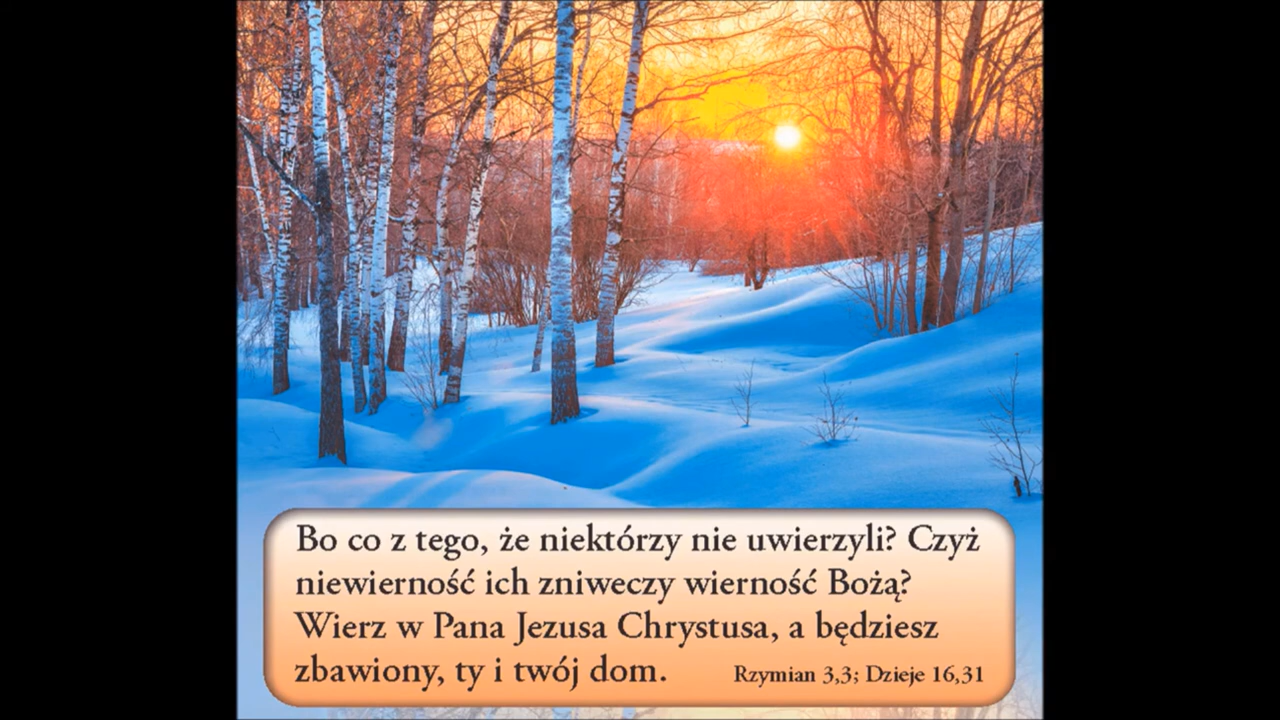 Bo co z tego, że niektórzy nie uwierzyli? Czyż
niewierność ich zniweczy wierność Bożą?
Wierz w Pana Jezusa Chrystusa, a będziesz
zbawiony, ty i twój dom. Rzymian 3,3; Dzieje 16,31